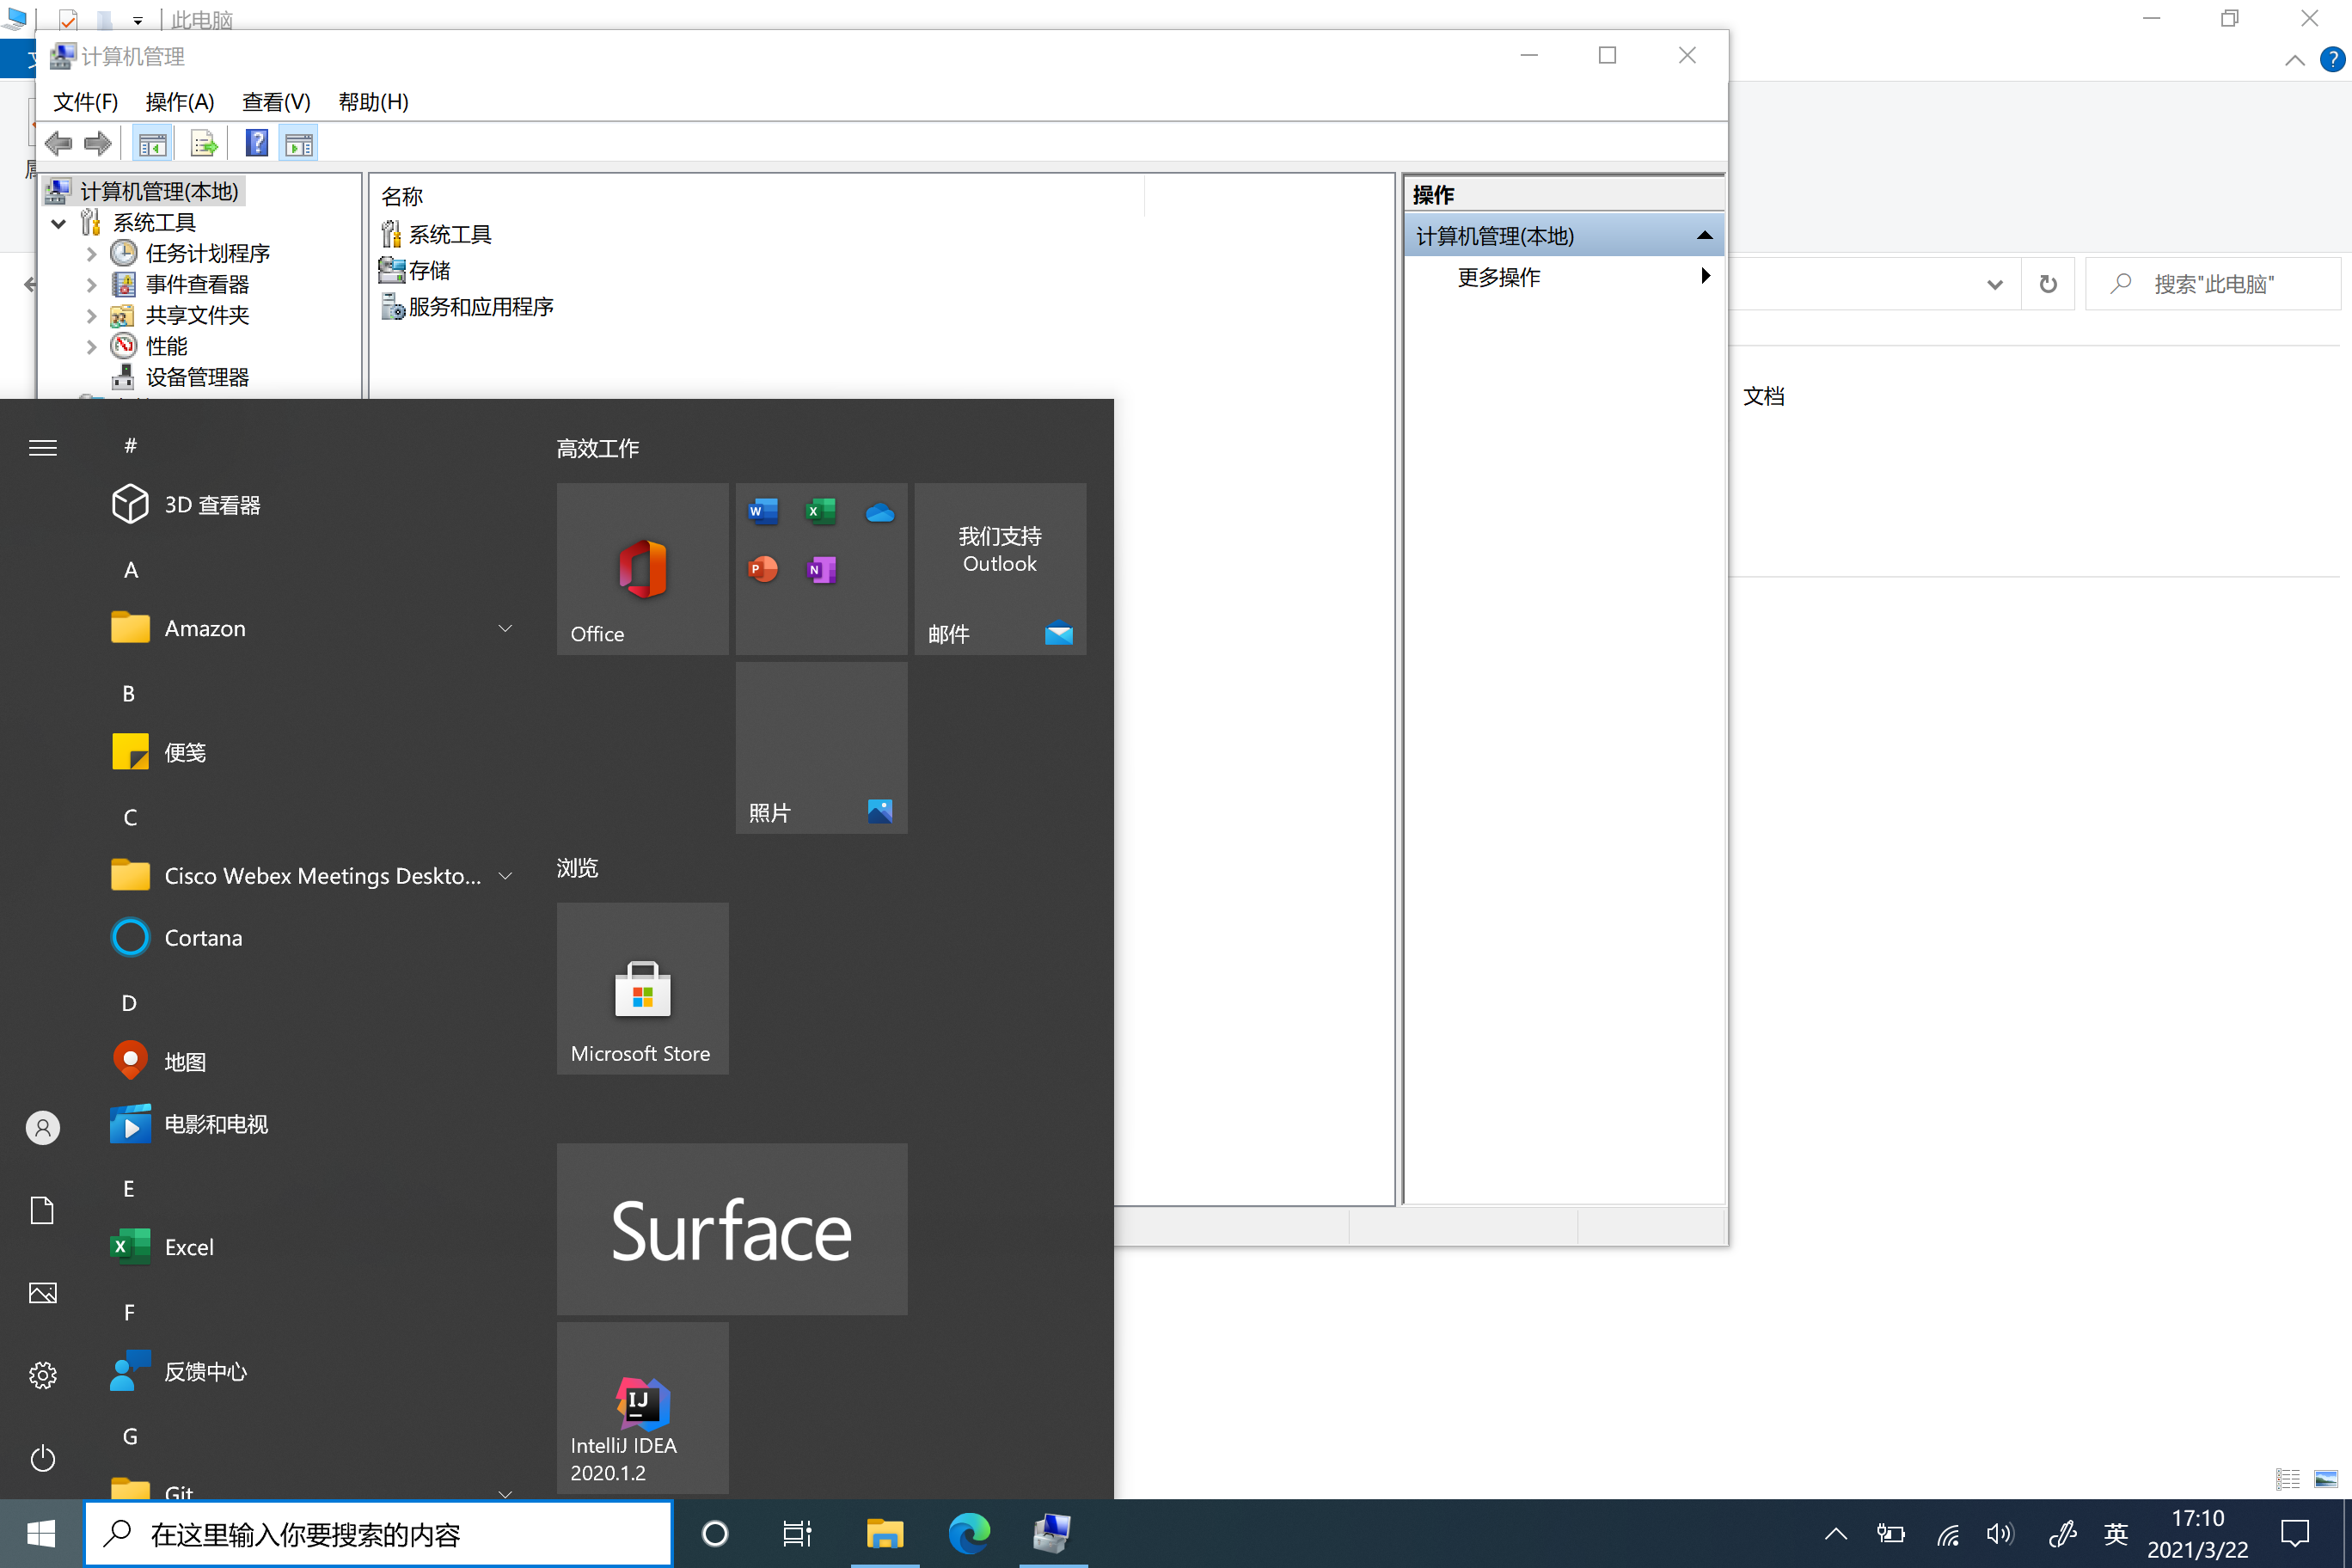 此电脑
计算机管理
文件(F) 操作(A) 查看(V) 帮助(H)
计算机管理(本地)
系统工具
任务计划程序
事件查看器
共享文件夹
性能
设备管理器
名称
系统工具
存储
服务和应用程序
操作
计算机管理(本地)
更多操作
搜索"此电脑"
文档
#
3D 查看器
A
Amazon
B
便笺
C
Cisco Webex Meetings Deskto...
Cortana
D
地图
电影和电视
E
Excel
F
反馈中心
G
Git
高效工作
Office
我们支持
Outlook
邮件
照片
浏览
Microsoft Store
Surface
IJ
IntelliJ IDEA
2020.1.2
在这里输入你要搜索的内容
英
17:10
2021/3/22